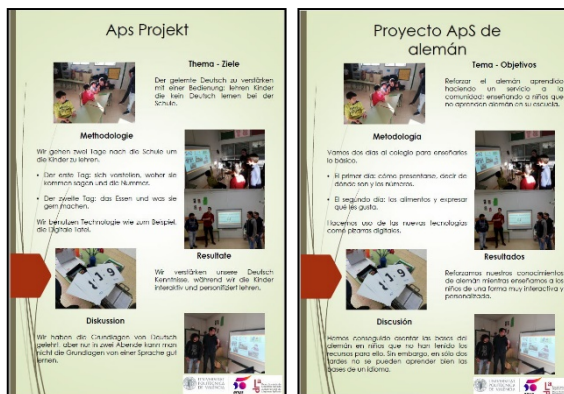 Aps Projekt
Thema - Ziele
Der gelernte Deutsch zu verstärken
mit einer Bedienung: lehren Kinder
die kein Deutsch lernen bei der
Schule.
Methodologie
Wir gehen zwei Tage nach die Schule um
die Kinder zu lehren.
• Der erste Tag: sich vorstellen, woher sie
kommen sagen und die Nummer.
• Der zweite Tag: das Essen und was sie
gern machen.
Wir benutzen Technologie wie zum Beispiel,
die Digitale Tafel.
Resultate
Wir verstärken unsere Deutsch
Kenntnisse, während wir die Kinder
interaktiv und personifiziert lehren.
Diskussion
Wir haben die Grundlagen von Deutsch
gelehrt, aber nur in zwei Abende kann man
nicht die Grundlagen von einer Sprache gut
lernen.
UNIVERSITAT
POLITÈCNICA
DE VALÈNCIA
Proyecto ApS de
alemán
Tema - Objetivos
Reforzar el alemán aprendido
haciendo un servicio a la
comunidad: enseñando a niños que
no aprenden alemán en su escuela.
Metodología
Vamos dos días al colegio para enseñarles
lo básico.
• El primer día: cómo presentarse, decir de
dónde son y los números.
• El segundo día: los alimentos y expresar
qué les gusta.
Hacemos uso de las nuevas tecnologías
como pizarras digitales.
Resultados
Reforzamos nuestros conocimientos
de alemán mientras enseñamos a los
niños de una forma muy interactiva y
personalizada.
Discusión
Hemos conseguido asentar las bases del
alemán en niños que no han tenido los
recursos para ello. Sin embargo, en sólo dos
tardes no se pueden aprender bien las
bases de un idioma.
UNIVERSITAT
POLITÈCNICA
DE VALÈNCIA